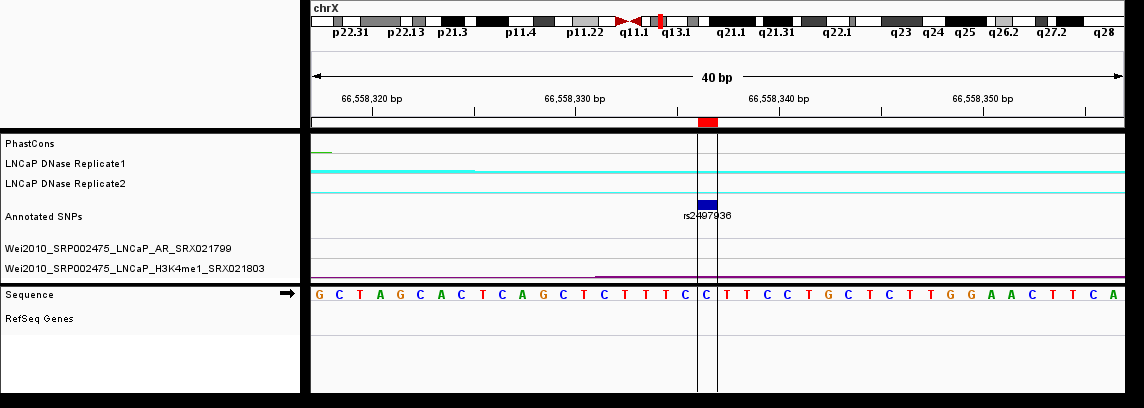 chrX
p22.31 p22.13 p21.3 p11.4 p11.22 q11.1 q13.1 q21.1 q21.31 q22.1 q23 q24 q25 q26.2 q27.2 q28
40 bp
66,558,320 bp 66,558,330 bp 66,558,340 bp 66,558,350 bp
PhastCons
LNCaP DNase Replicate1
LNCaP DNase Replicate2
Annotated SNPs
rs2497936
Wei2010_SRP002475_LNCaP_AR_SRX021799
Wei2010_SRP002475_LNCaP_H3K4me1_SRX021803
Sequence
G C T A G C A C T C A G C T C T T T C C T T C C T G C T C T T G G A A C T T C A
RefSeq Genes